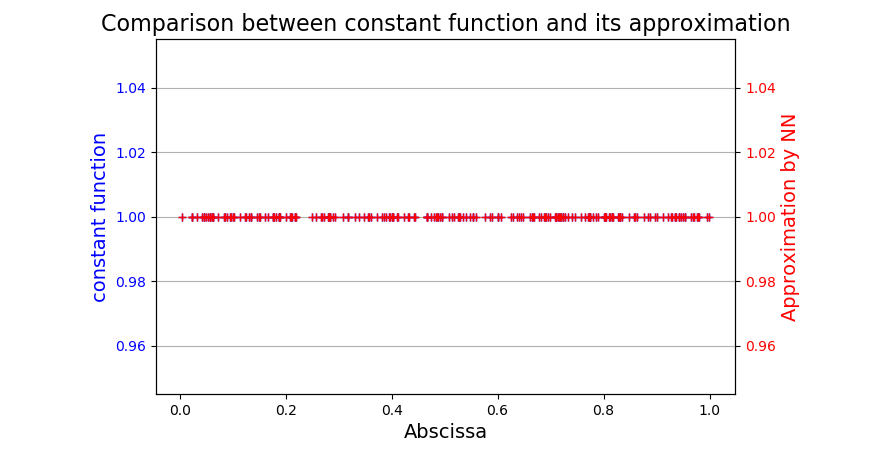 Comparison between constant function and its approximation
constant function
1.04
1.02
1.00
0.98
0.96
1.04
1.02
1.00
0.98
0.96
Approximation by NN
0.0 0.2 0.4 0.6 0.8 1.0
Abscissa